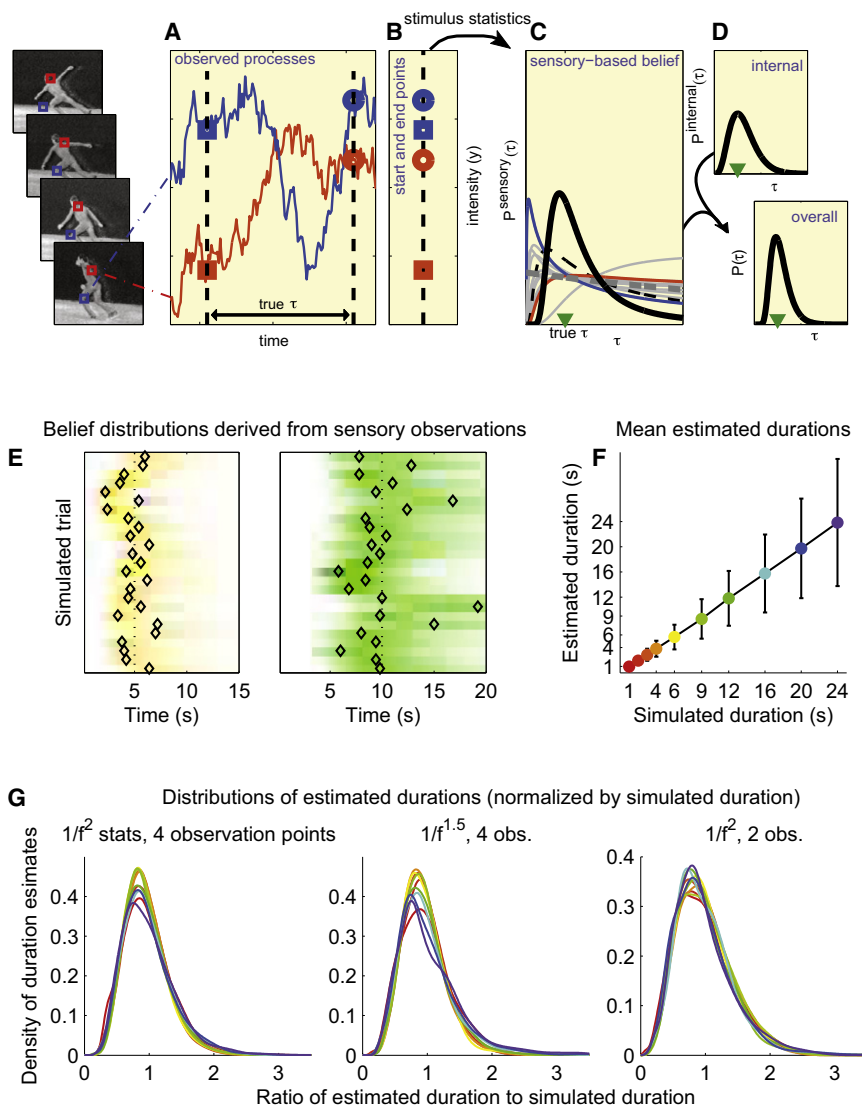 A
B
stimulus statistics
C
D
observed processes
start and end points
intensity (y)
true τ
time
sensory−based belief
P^sensory(τ)
true τ
τ
internal
P^internal(τ)
τ
overall
P(τ)
τ
Belief distributions derived from sensory observations
Mean estimated durations
E
Simulated trial
5 10 15
Time (s)
5 10 15 20
Time (s)
F
Estimated duration (s)
24
20
16
12
9
6
4
1
1 4 6 9 12 16 20 24
Simulated duration (s)
G
Distributions of estimated durations (normalized by simulated duration)
1/f^2 stats, 4 observation points
1/f^1.5, 4 obs.
1/f^2, 2 obs.
Density of duration esimates
0.4
0.3
0.2
0.1
0
0 1 2 3
0.4
0.3
0.2
0.1
0
0 1 2 3
0.4
0.3
0.2
0.1
0
0 1 2 3
Ratio of estimated duration to simulated duration